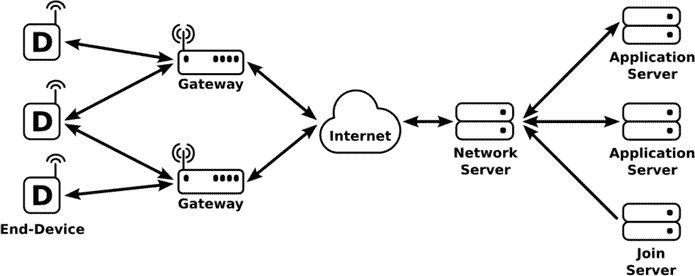 D
Gateway
Application
Server
D
Internet
Network
Server
Application
Server
D
Gateway
End-Device
Join
Server